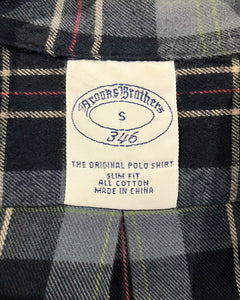 Brooks Brothers
S
346
THE ORIGINAL POLO SHIRT
SLIM FIT
ALL COTTON
MADE IN CHINA